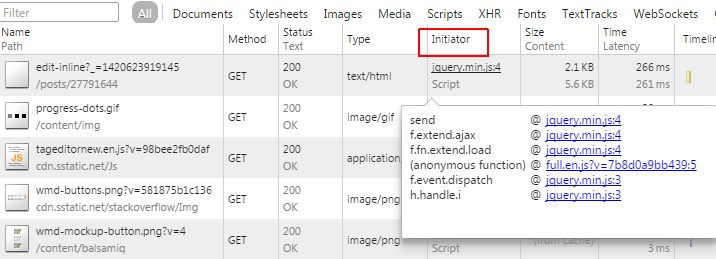 All Documents Stylesheets Images Media Scripts XHR Fonts TextTracks WebSockets
Name Method Status Type Initiator Size Time Timelin
Path Text Content Latency
edit-inline?_=1420623919145 GET 200 text/html jquery.min.js:4 2.1 KB 266 ms
/posts/27791644 OK Script 5.6 KB 261 ms
progress-dots.gif GET 200 image/gif
/content/img OK
send @ jquery.min.js:4
f.extend.ajax @ jquery.min.js:4
f.fn.extend.load @ jquery.min.js:4
(anonymous function) @ full.en.js?v=7b8d0a9bb439:5
f.event.dispatch @ jquery.min.js:3
h.handle.i @ jquery.min.js:3
tageditornew.en.js?v=98bee2fb0daf GET 200 application
cdn.sstatic.net/Js OK
JS
wmd-buttons.png?v=581875b1c136 GET 200 image/png
cdn.sstatic.net/stackoverflow/Img OK
wmd-mockup-button.png?v=4 GET 200 image/png
/content/balsamiq OK Script (from cache) 3 ms